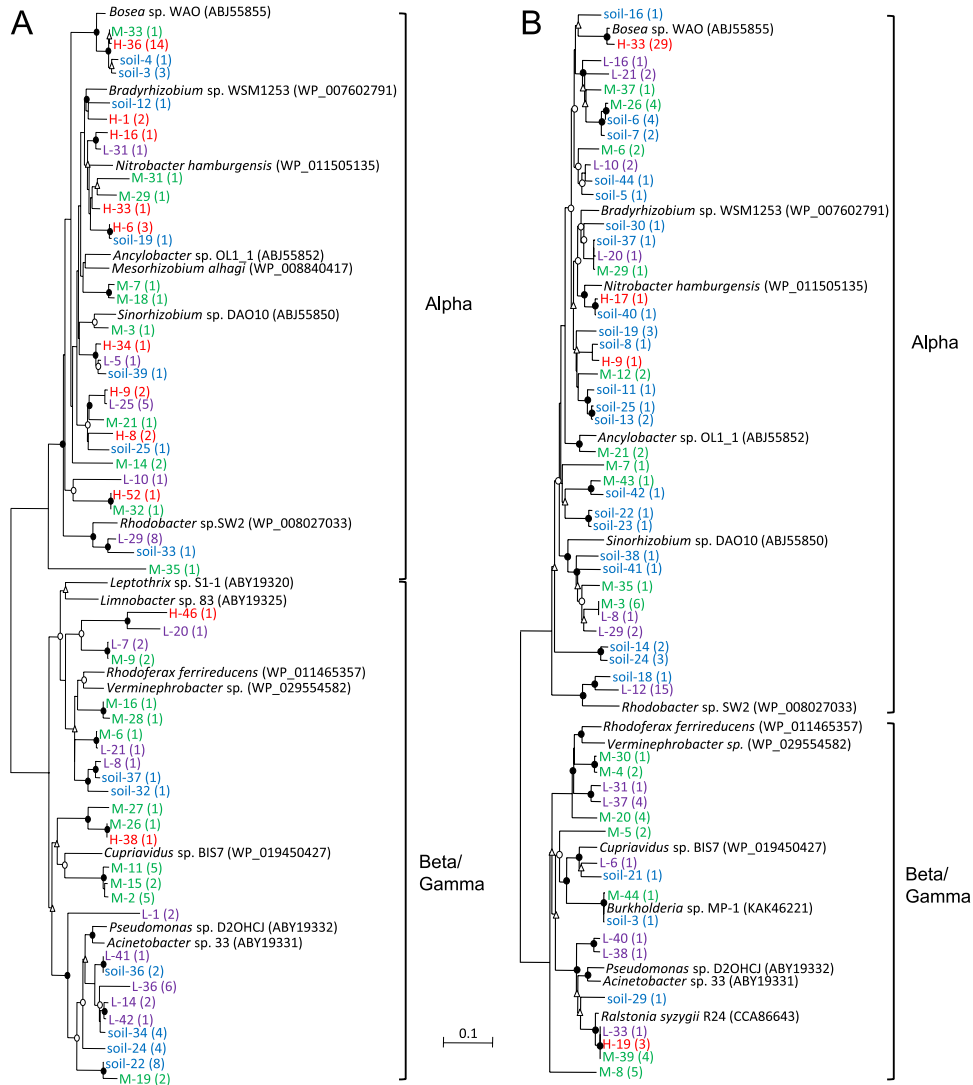 A
Bosea sp. WAO (ABJ55855)
M-33 (1)
H-36 (14)
soil-4 (1)
soil-3 (3)
Bradyrhizobium sp. WSM1253 (WP_007602791)
soil-12 (1)
H-1 (2)
H-16 (1)
L-31 (1)
Nitrobacter hamburgensis (WP_011505135)
M-31 (1)
M-29 (1)
H-33 (1)
H-6 (3)
soil-19 (1)
Ancylobacter sp. OL1_1 (ABJ55852)
Mesorhizobium alhagi (WP_008840417)
M-7 (1)
M-18 (1)
Sinorhizobium sp. DAO10 (ABJ55850)
M-3 (1)
H-34 (1)
L-5 (1)
soil-39 (1)
H-9 (2)
L-25 (5)
M-21 (1)
H-8 (2)
soil-25 (1)
M-14 (2)
L-10 (1)
H-52 (1)
M-32 (1)
Rhodobacter sp.SW2 (WP_008027033)
L-29 (8)
soil-33 (1)
M-35 (1)
Alpha
Leptothrix sp. S1-1 (ABY19320)
Limnobacter sp. 83 (ABY19325)
H-46 (1)
L-20 (1)
L-7 (2)
M-9 (2)
Rhodoferax ferrireducens (WP_011465357)
Verminephrobacter sp. (WP_029554582)
M-16 (1)
M-28 (1)
M-6 (1)
L-21 (1)
L-8 (1)
soil-37 (1)
soil-32 (1)
M-27 (1)
M-26 (1)
H-38 (1)
Cupriavidus sp. BIS7 (WP_019450427)
M-11 (5)
M-15 (2)
M-2 (5)
L-1 (2)
Pseudomonas sp. D2OHCJ (ABY19332)
Acinetobacter sp. 33 (ABY19331)
L-41 (1)
soil-36 (2)
L-36 (6)
L-14 (2)
L-42 (1)
soil-34 (4)
soil-24 (4)
soil-22 (8)
M-19 (2)
Beta/
Gamma
0.1
B
soil-16 (1)
Bosea sp. WAO (ABJ55855)
H-33 (29)
L-16 (1)
L-21 (2)
M-37 (1)
M-26 (4)
soil-6 (4)
soil-7 (2)
M-6 (2)
L-10 (2)
soil-44 (1)
soil-5 (1)
Bradyrhizobium sp. WSM1253 (WP_007602791)
soil-30 (1)
soil-37 (1)
L-20 (1)
M-29 (1)
Nitrobacter hamburgensis (WP_011505135)
H-17 (1)
soil-40 (1)
soil-19 (3)
soil-8 (1)
H-9 (1)
M-12 (2)
soil-11 (1)
soil-25 (1)
soil-13 (2)
Ancylobacter sp. OL1_1 (ABJ55852)
M-21 (2)
M-7 (1)
M-43 (1)
soil-42 (1)
soil-22 (1)
soil-23 (1)
Sinorhizobium sp. DAO10 (ABJ55850)
soil-38 (1)
soil-41 (1)
M-35 (1)
M-3 (6)
L-8 (1)
L-29 (2)
soil-14 (2)
soil-24 (3)
soil-18 (1)
L-12 (15)
Rhodobacter sp. SW2 (WP_008027033)
Alpha
Rhodoferax ferrireducens (WP_011465357)
Verminephrobacter sp. (WP_029554582)
M-30 (1)
M-4 (2)
L-31 (1)
L-37 (4)
M-20 (4)
M-5 (2)
Cupriavidus sp. BIS7 (WP_019450427)
L-6 (1)
soil-21 (1)
M-44 (1)
Burkholderia sp. MP-1 (KAK46221)
soil-3 (1)
L-40 (1)
L-38 (1)
Pseudomonas sp. D2OHCJ (ABY19332)
Acinetobacter sp. 33 (ABY19331)
soil-29 (1)
Ralstonia syzygii R24 (CCA86643)
L-33 (1)
H-19 (3)
M-39 (4)
M-8 (5)
Beta/
Gamma